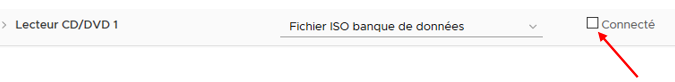 Lecteur CD/DVD 1 Fichier ISO banque de données Connecté